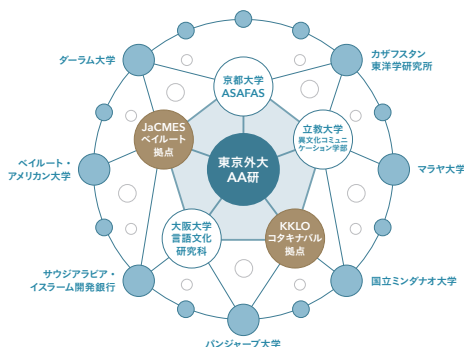 ダーラム大学
カザフスタン
東洋学研究所
京都大学
ASAFAS
JaCMES
ベイルート
拠点
立教大学
異文化コミュニ
ケーション学部
東京外大
AA研
ベイルート・
アメリカン大学
マラヤ大学
大阪大学
言語文化
研究科
KKLO
コタキナバル
拠点
サウジアラビア・
イスラーム開発銀行
国立ミンダナオ大学
パンジャーブ大学